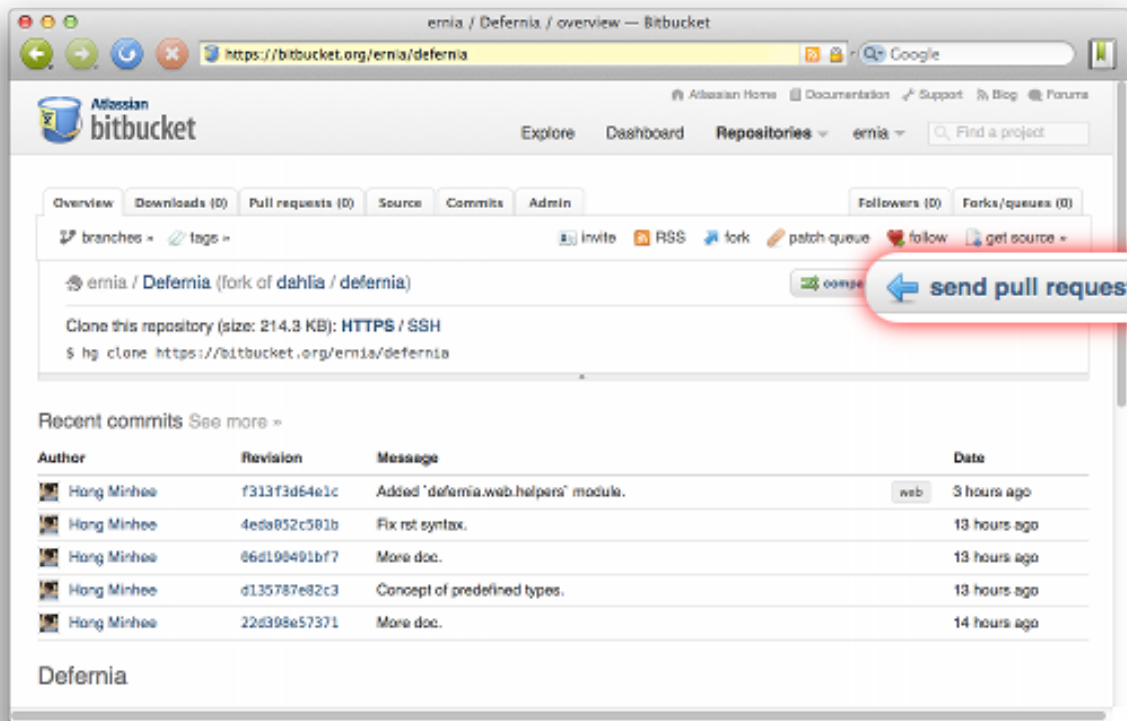 ernia / Defernia / overview — Bitbucket
https://bitbucket.org/ernia/defernia
Google
Atlassian Home Documentation Support Blog Forums
Atlassian
bitbucket
Explore Dashboard Repositories ernia Find a project
Overview Downloads (0) Pull requests (0) Source Commits Admin Followers (0) Forks/queues (0)
branches » tags » invite RSS fork patch queue follow get source »
ernia / Defernia (fork of dahlia / defernia) compa send pull reques
Clone this repository (size: 214.3 KB): HTTPS / SSH
$ hg clone https://bitbucket.org/ernia/defernia
Recent commits See more »
Author Revision Message Date
Hong Minhee f313f3d64e1c Added `defernia.web.helpers` module. web 3 hours ago
Hong Minhee 4eda052c501b Fix rst syntax. 13 hours ago
Hong Minhee 06d190491bf7 More doc. 13 hours ago
Hong Minhee d135787e02c3 Concept of predefined types. 13 hours ago
Hong Minhee 22d398e57371 More doc. 14 hours ago
Defernia